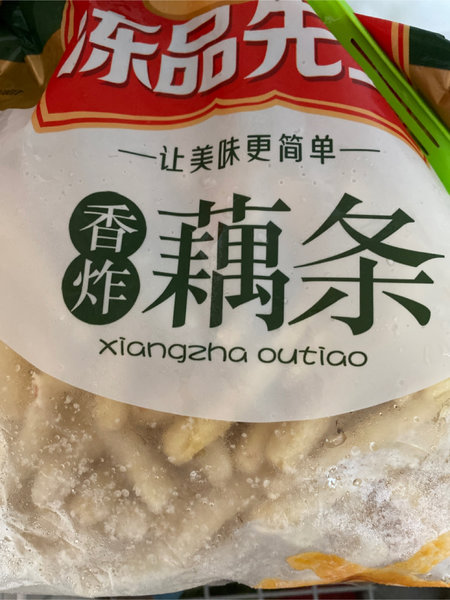 冻品先
让美味更简单
香炸藕条
xiangzha outiao